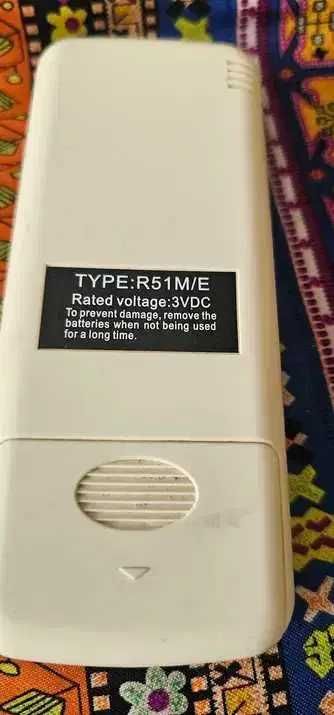 TYPE:R51M/E
Rated voltage:3VDC
To prevent damage, remove the
batteries when not being used
for a long time.